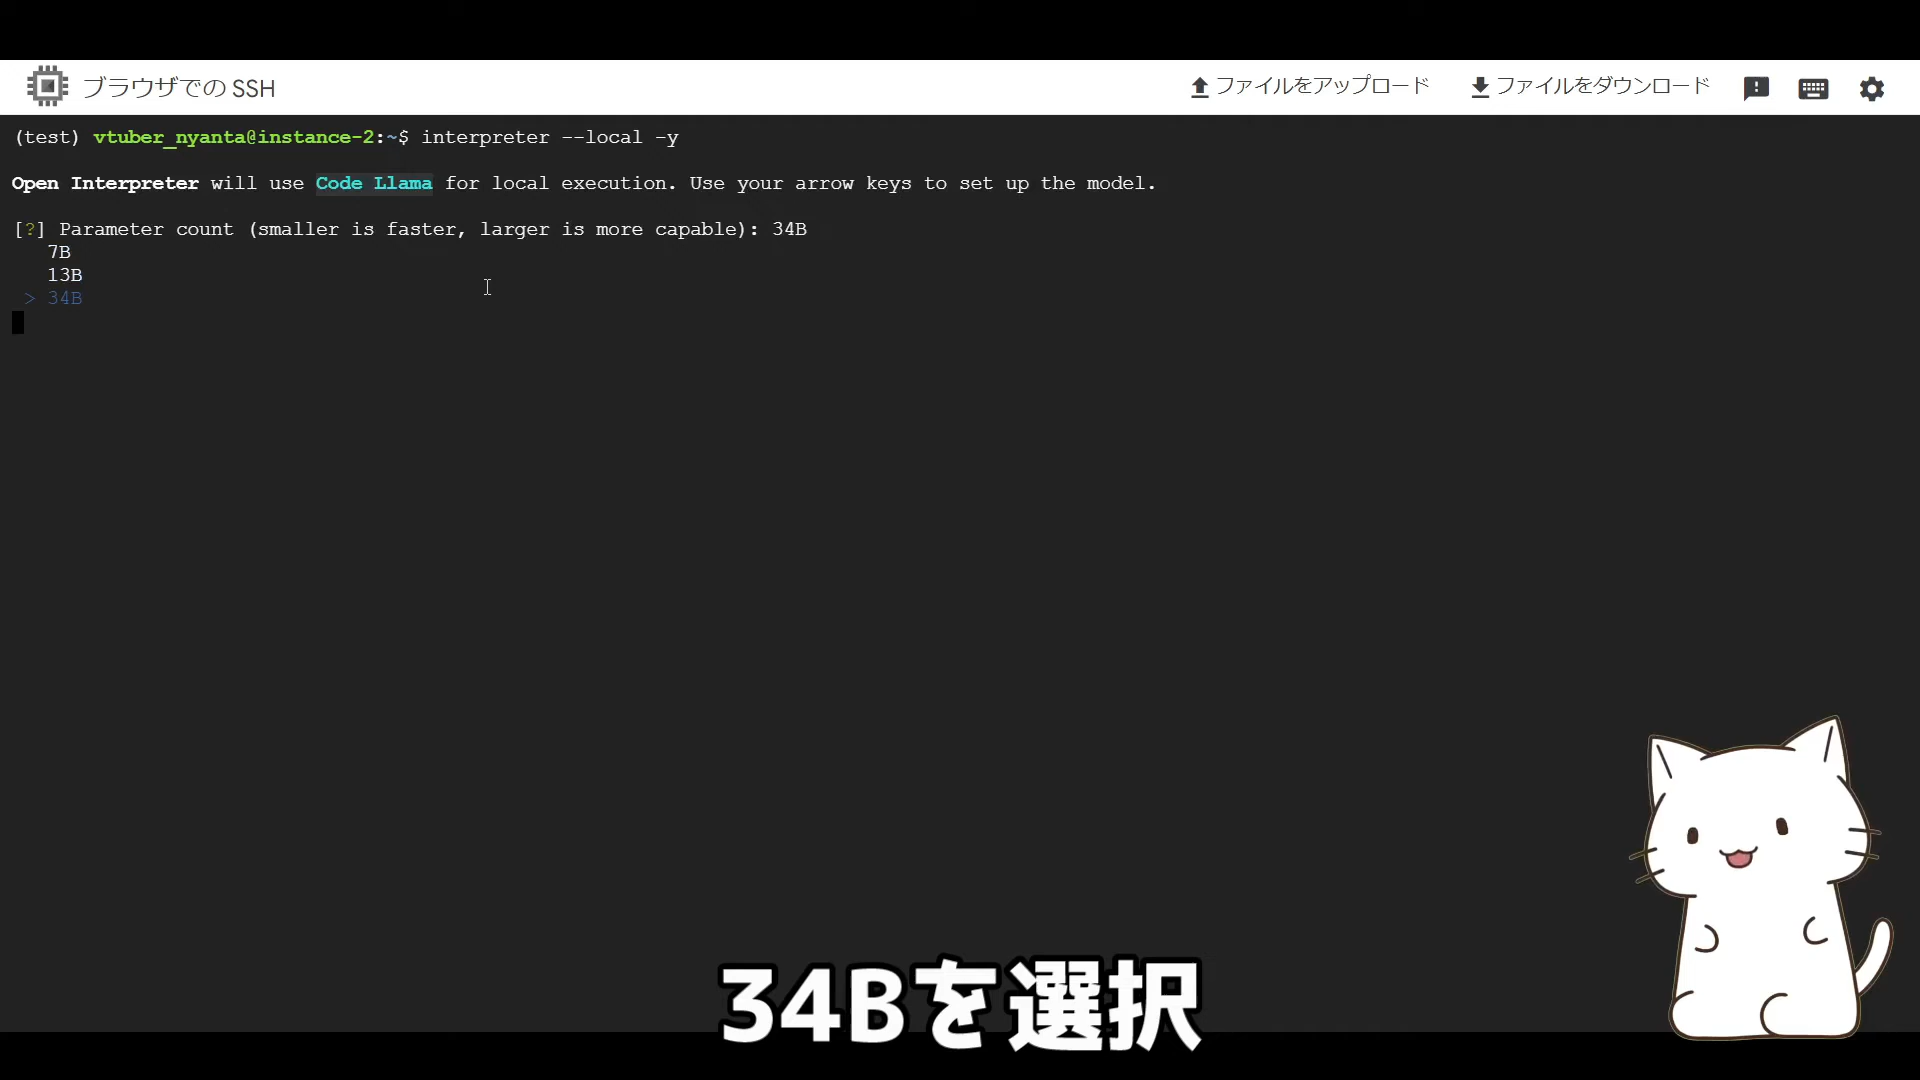 ブラウザでの SSH
ファイルをアップロード
ファイルをダウンロード
(test) vtuber_nyanta@instance-2:~$ interpreter --local -y
Open Interpreter will use Code Llama for local execution. Use your arrow keys to set up the model.
[?] Parameter count (smaller is faster, larger is more capable): 34B
7B
13B
> 34B
34Bを選択